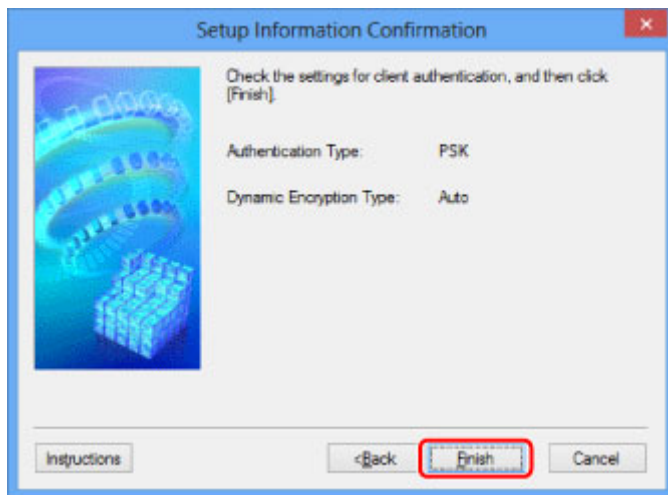 Setup Information Confirmation
Check the settings for client authentication, and then click
[Finish].
Authentication Type: PSK
Dynamic Encryption Type: Auto
Instructions <Back Finish Cancel